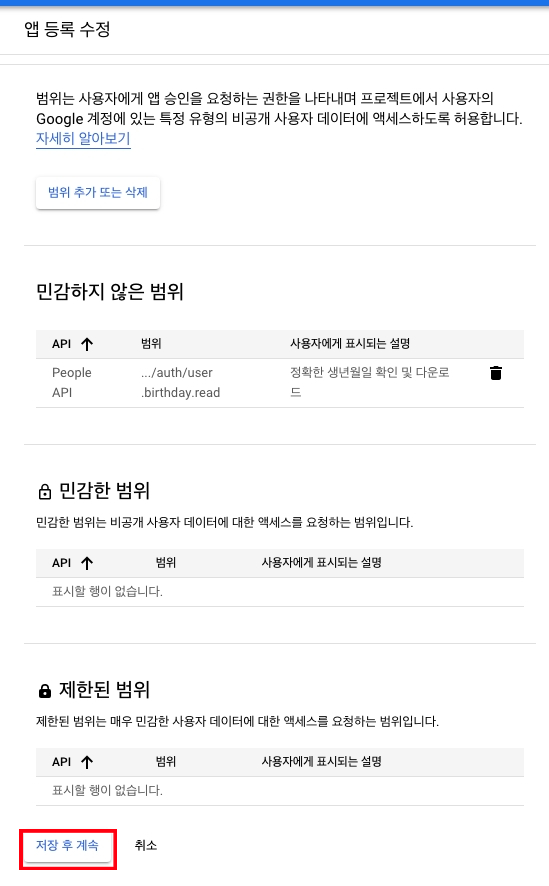 앱 등록 수정
범위는 사용자에게 앱 승인을 요청하는 권한을 나타내며 프로젝트에서 사용자의
Google 계정에 있는 특정 유형의 비공개 사용자 데이터에 액세스하도록 허용합니다.
자세히 알아보기
범위 추가 또는 삭제
민감하지 않은 범위
API 범위 사용자에게 표시되는 설명
People .../auth/user 정확한 생년월일 확인 및 다운로
API .birthday.read 드
민감한 범위
민감한 범위는 비공개 사용자 데이터에 대한 액세스를 요청하는 범위입니다.
API 범위 사용자에게 표시되는 설명
표시할 행이 없습니다.
제한된 범위
제한된 범위는 매우 민감한 사용자 데이터에 대한 액세스를 요청하는 범위입니다.
API 범위 사용자에게 표시되는 설명
표시할 행이 없습니다.
저장 후 계속 취소